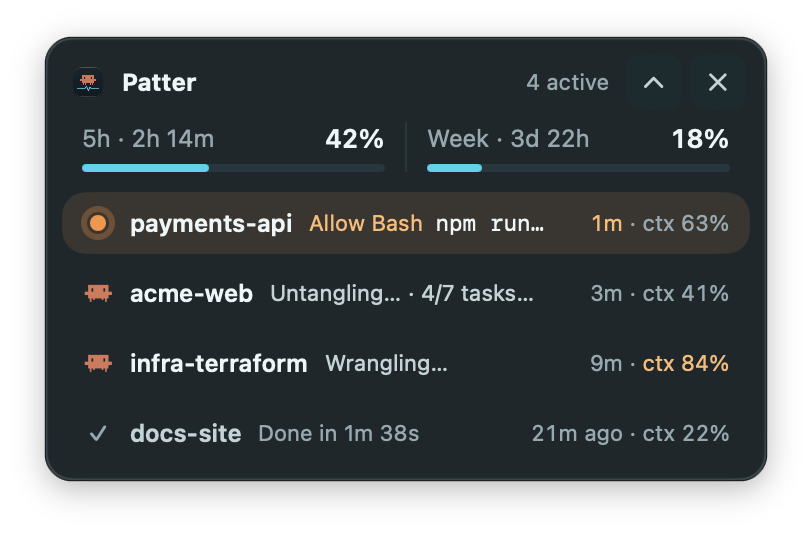 Patter 4 active
5h · 2h 14m 42% Week · 3d 22h 18%
payments-api Allow Bash npm run… 1m · ctx 63%
acme-web Untangling… · 4/7 tasks… 3m · ctx 41%
infra-terraform Wrangling… 9m · ctx 84%
docs-site Done in 1m 38s 21m ago · ctx 22%